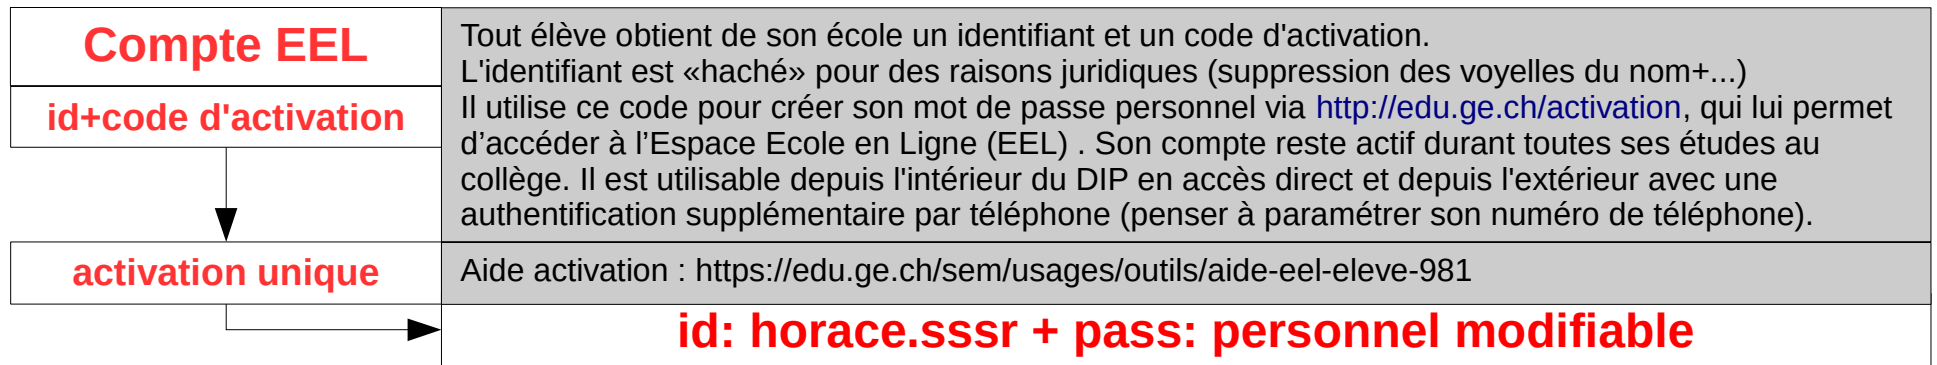 Compte EEL
id+code d'activation
Tout élève obtient de son école un identifiant et un code d'activation.
L'identifiant est «haché» pour des raisons juridiques (suppression des voyelles du nom+...)
Il utilise ce code pour créer son mot de passe personnel via http://edu.ge.ch/activation, qui lui permet
d’accéder à l’Espace Ecole en Ligne (EEL) . Son compte reste actif durant toutes ses études au
collège. Il est utilisable depuis l'intérieur du DIP en accès direct et depuis l'extérieur avec une
authentification supplémentaire par téléphone (penser à paramétrer son numéro de téléphone).
activation unique
Aide activation : https://edu.ge.ch/sem/usages/outils/aide-eel-eleve-981
id: horace.sssr + pass: personnel modifiable